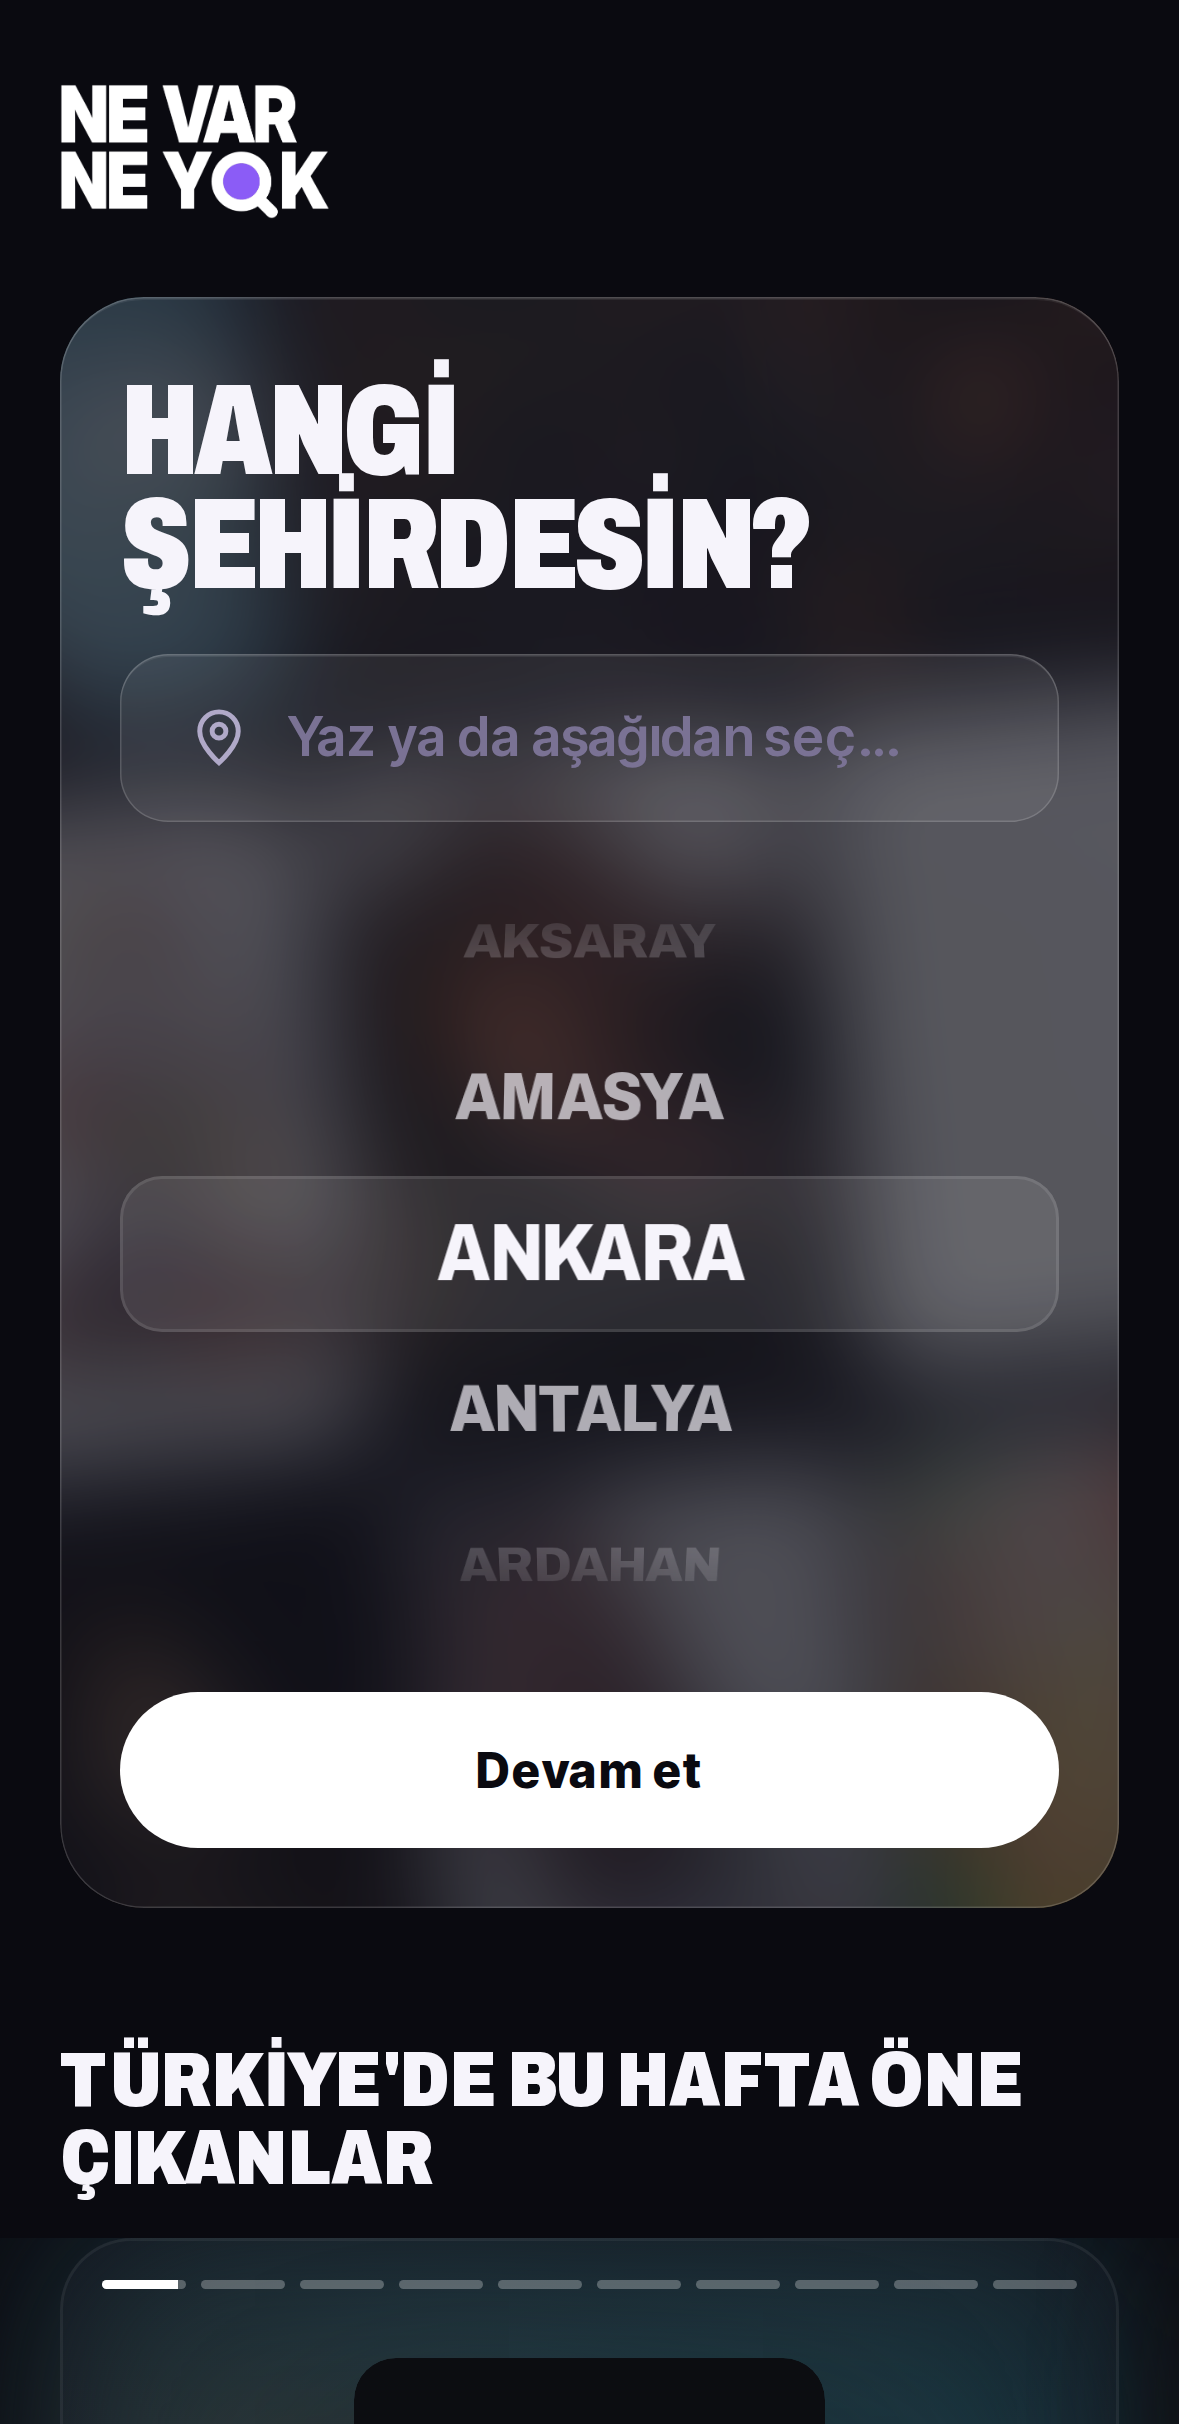 NE VAR
NE YOK
HANGİ
ŞEHİRDESİN?
Yaz ya da aşağıdan seç...
AKSARAY
AMASYA
ANKARA
ANTALYA
ARDAHAN
Devam et
TÜRKİYE'DE BU HAFTA ÖNE
ÇIKANLAR